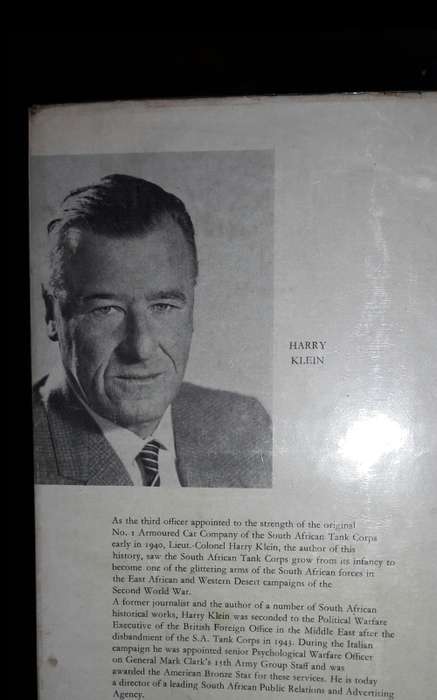 HARRY
KLEIN
As the third officer appointed to the strength of the original
No. 1 Armoured Car Company of the South African Tank Corps
early in 1940, Lieut.-Colonel Harry Klein, the author of this
history, saw the South African Tank Corps grow from its infancy to
become one of the glittering arms of the South African forces in
the East African and Western Desert campaigns of the
Second World War.
A former journalist and the author of a number of South African
historical works, Harry Klein was seconded to the Political Warfare
Executive of the British Foreign Office in the Middle East after the
disbandment of the S.A. Tank Corps in 1943. During the Italian
campaign he was appointed senior Psychological Warfare Officer
on General Mark Clark's 15th Army Group Staff and was
awarded the American Bronze Star for these services. He is today
a director of a leading South African Public Relations and Advertizing
Agency.